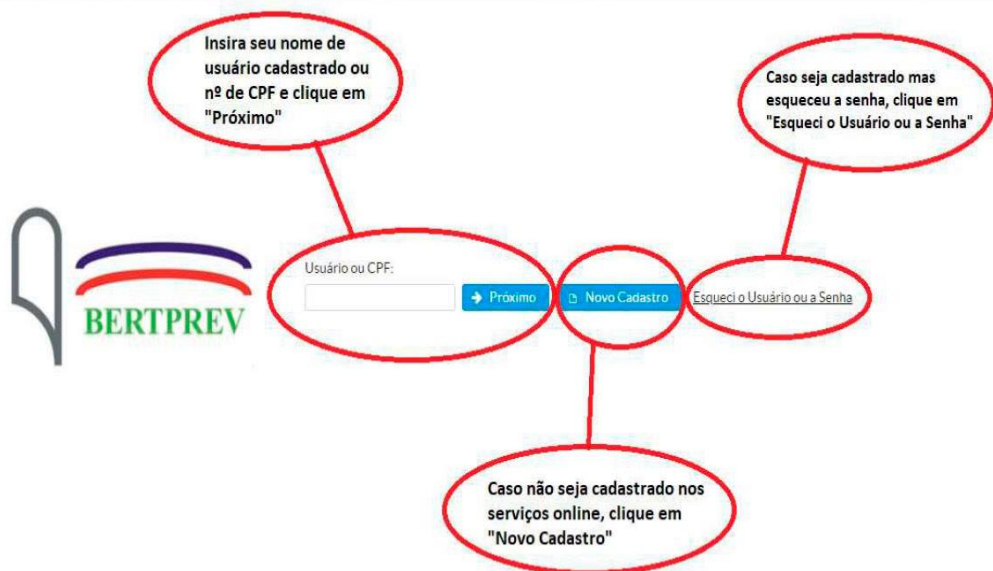 Insira seu nome de
usuário cadastrado ou
nº de CPF e clique em
"Próximo"
Caso seja cadastrado mas
esqueceu a senha, clique em
"Esqueci o Usuário ou a Senha"
BERTPREV
Usuário ou CPF:
Próximo
Novo Cadastro
Esqueci o Usuário ou a Senha
Caso não seja cadastrado nos
serviços online, clique em
"Novo Cadastro"